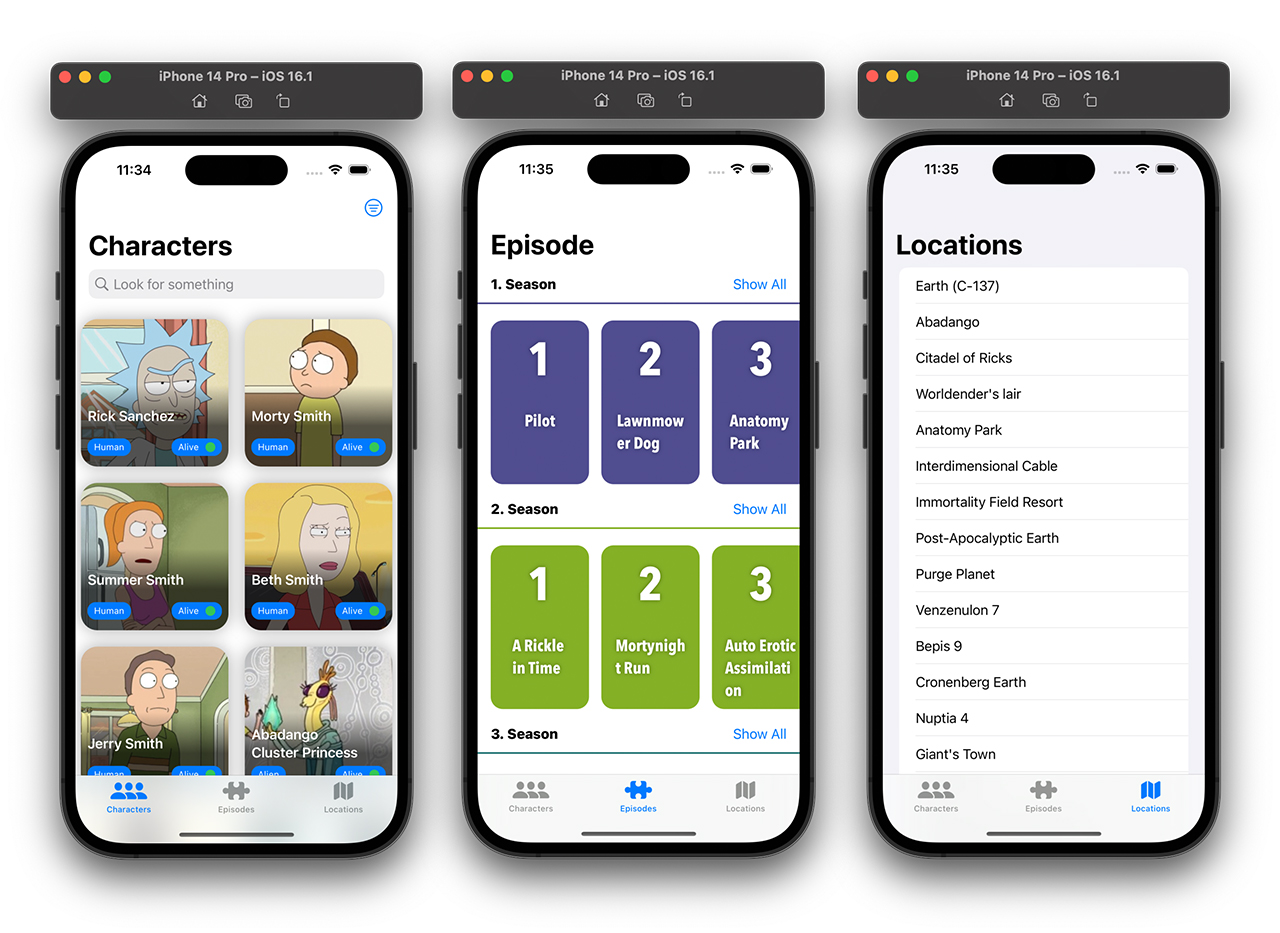 iPhone 14 Pro – iOS 16.1
11:34
Characters
Look for something
Rick Sanchez
Human
Alive
Morty Smith
Human
Alive
Summer Smith
Human
Alive
Beth Smith
Human
Alive
Jerry Smith
Human
Alive
Abadango
Cluster Princess
Alien
Alive
Characters
Episodes
Locations
iPhone 14 Pro – iOS 16.1
11:35
Episode
1. Season
Show All
1
Pilot
2
Lawnmow
er Dog
3
Anatomy
Park
2. Season
Show All
1
A Rickle
in Time
2
Mortynigh
t Run
3
Auto Erotic
Assimilati
on
3. Season
Show All
Characters
Episodes
Locations
iPhone 14 Pro – iOS 16.1
11:35
Locations
Earth (C-137)
Abadango
Citadel of Ricks
Worldender's lair
Anatomy Park
Interdimensional Cable
Immortality Field Resort
Post-Apocalyptic Earth
Purge Planet
Venzenulon 7
Bepis 9
Cronenberg Earth
Nuptia 4
Giant's Town
Characters
Episodes
Locations